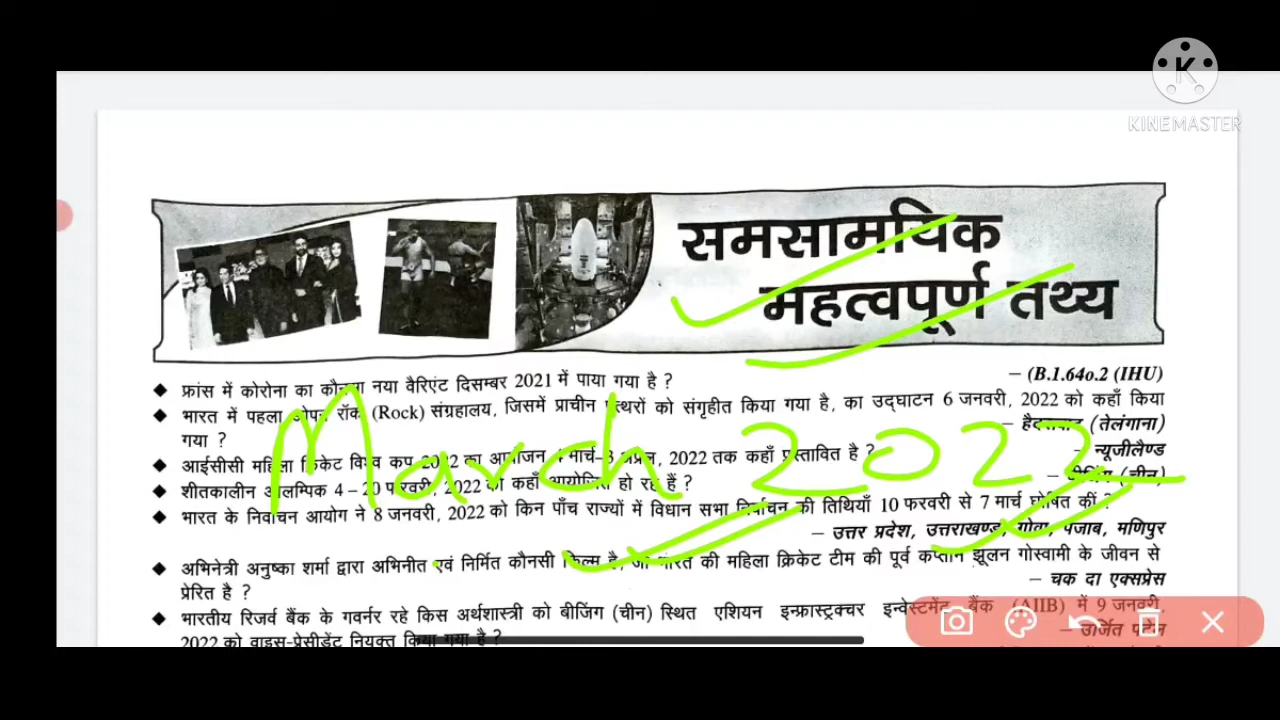 KINEMASTER
समसामयिक
महत्वपूर्ण तथ्य
◆ फ्रांस में कोरोना का कौनसा नया वैरिएंट दिसम्बर 2021 में पाया गया है ? – (B.1.640.2 (IHU)
◆ भारत में पहला ओपन रॉक (Rock) संग्रहालय, जिसमें प्राचीन पत्थरों को संगृहीत किया गया है, का उद्घाटन 6 जनवरी, 2022 को कहाँ किया
गया ? – हैदराबाद (तेलंगाना)
◆ आईसीसी महिला क्रिकेट विश्व कप 2022 का आयोजन 4 मार्च–3 अप्रैल, 2022 तक कहाँ प्रस्तावित है ? – न्यूजीलैण्ड
◆ शीतकालीन ओलम्पिक 4 – 20 फरवरी, 2022 को कहाँ आयोजित हो रहे हैं ? – बीजिंग (चीन)
March 2022
◆ भारत के निर्वाचन आयोग ने 8 जनवरी, 2022 को किन पाँच राज्यों में विधान सभा निर्वाचन की तिथियाँ 10 फरवरी से 7 मार्च घोषित कीं ?
– उत्तर प्रदेश, उत्तराखण्ड, गोवा, पंजाब, मणिपुर
◆ अभिनेत्री अनुष्का शर्मा द्वारा अभिनीत एवं निर्मित कौनसी फिल्म है, जो भारत की महिला क्रिकेट टीम की पूर्व कप्तान झूलन गोस्वामी के जीवन से
प्रेरित है ? – चक दा एक्सप्रेस
◆ भारतीय रिजर्व बैंक के गवर्नर रहे किस अर्थशास्त्री को बीजिंग (चीन) स्थित एशियन इन्फ्रास्ट्रक्चर इन्वेस्टमेंट बैंक (AIIB) में 9 जनवरी,
2022 को वाइस-प्रेसीडेंट नियुक्त किया गया है ? – उर्जित पटेल